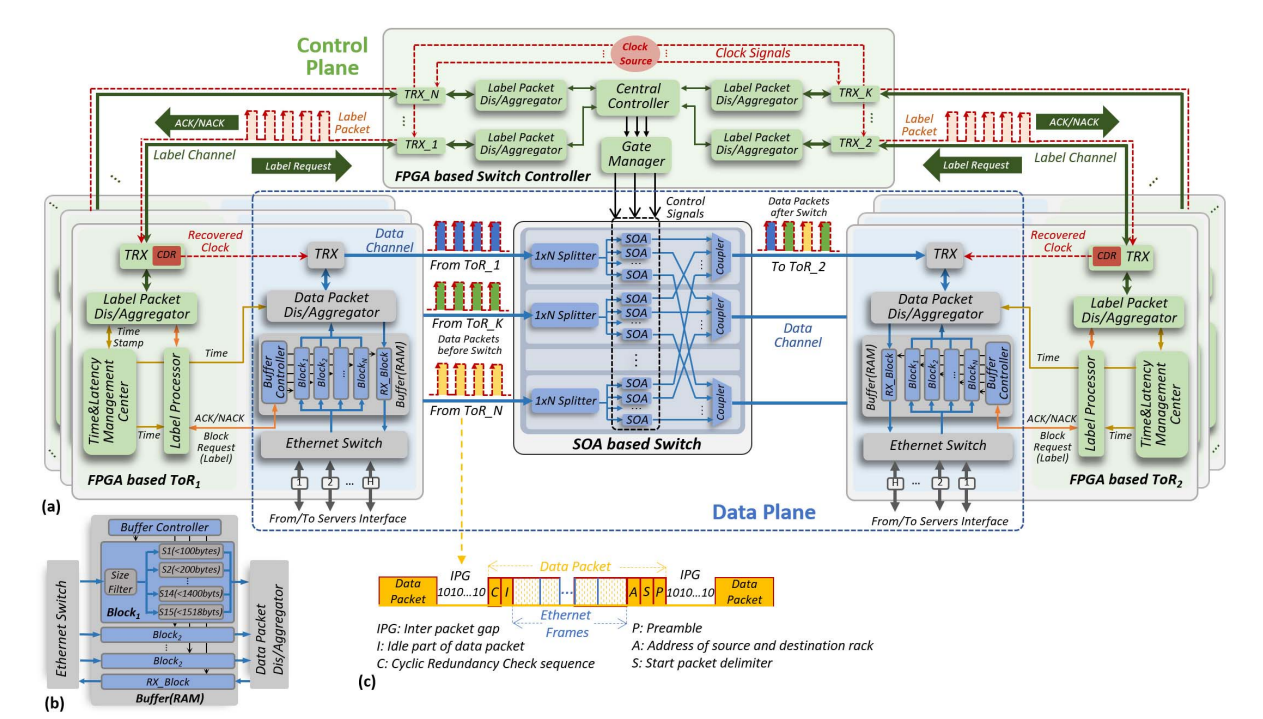 Control
Plane
Clock
Source
Clock Signals
TRX_N
Label Packet
Dis/Aggregator
Central
Controller
Label Packet
Dis/Aggregator
TRX_K
ACK/NACK
Label
Packet
TRX_1
Label Packet
Dis/Aggregator
Gate
Manager
Label Packet
Dis/Aggregator
TRX_2
Label
Packet
ACK/NACK
Label Channel
Label Request
FPGA based Switch Controller
Label Request
Label Channel
Control
Signals
TRX
CDR
Recovered
Clock
TRX
Data
Channel
From ToR_1
Label Packet
Dis/Aggregator
Data Packet
Dis/Aggregator
Time
Stamp
Time
Time&Latency
Management
Center
Label Processor
Time
ACK/NACK
Block
Request
(Label)
Buffer
Controller
Block1
Block2
...
BlockN
RX_Block
Buffer(RAM)
Ethernet Switch
1
2
...
H
From/To Servers Interface
FPGA based ToR1
(a)
From ToR_K
Data Packets
before Switch
From ToR_N
1xN Splitter
SOA
SOA
...
SOA
Coupler
1xN Splitter
SOA
SOA
...
SOA
Coupler
1xN Splitter
SOA
SOA
...
SOA
Coupler
SOA based Switch
Data Packets
after Switch
To ToR_2
Data
Channel
TRX
Recovered
Clock
CDR
TRX
Data Packet
Dis/Aggregator
Label Packet
Dis/Aggregator
Time
Buffer(RAM)
RX_Block
Block1
Block2
...
BlockN
Buffer
Controller
ACK/NACK
Block
Request
(Label)
Label Processor
Time
Time&Latency
Management
Center
Ethernet Switch
H
...
2
1
From/To Servers Interface
FPGA based ToR2
Data Plane
Buffer Controller
Ethernet Switch
Size
Filter
Block1
S1(<100bytes)
S2(<200bytes)
S14(<1400bytes)
S15(<1518byts)
Block2
Block2
RX_Block
Buffer(RAM)
Data Packet
Dis/Aggregator
(b)
Data
Packet
IPG
1010...10
Data Packet
C I
...
A S P
IPG
1010...10
Data
Packet
Ethernet
Frames
IPG: Inter packet gap
I: Idle part of data packet
C: Cyclic Redundancy Check sequence
P: Preamble
A: Address of source and destination rack
S: Start packet delimiter
(c)